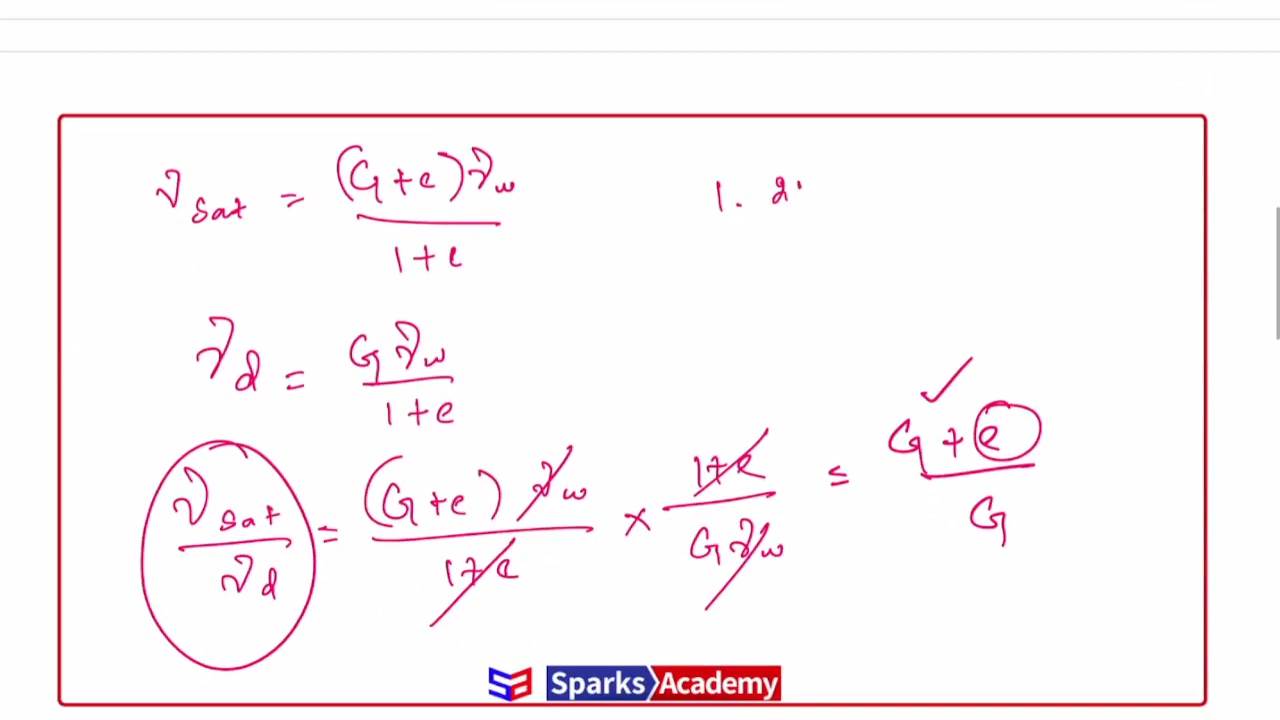 γsat = (G+e)γw / 1+e
1. 2.
γd = Gγw / 1+e
γsat / γd = (G+e)γw / 1+e × 1+e / Gγw = G+e / G
Sparks Academy